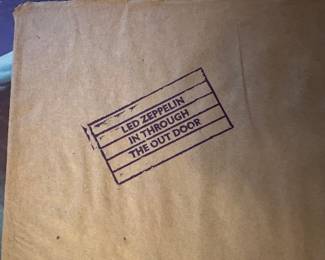 LED ZEPPELIN
IN THROUGH
THE OUT DOOR